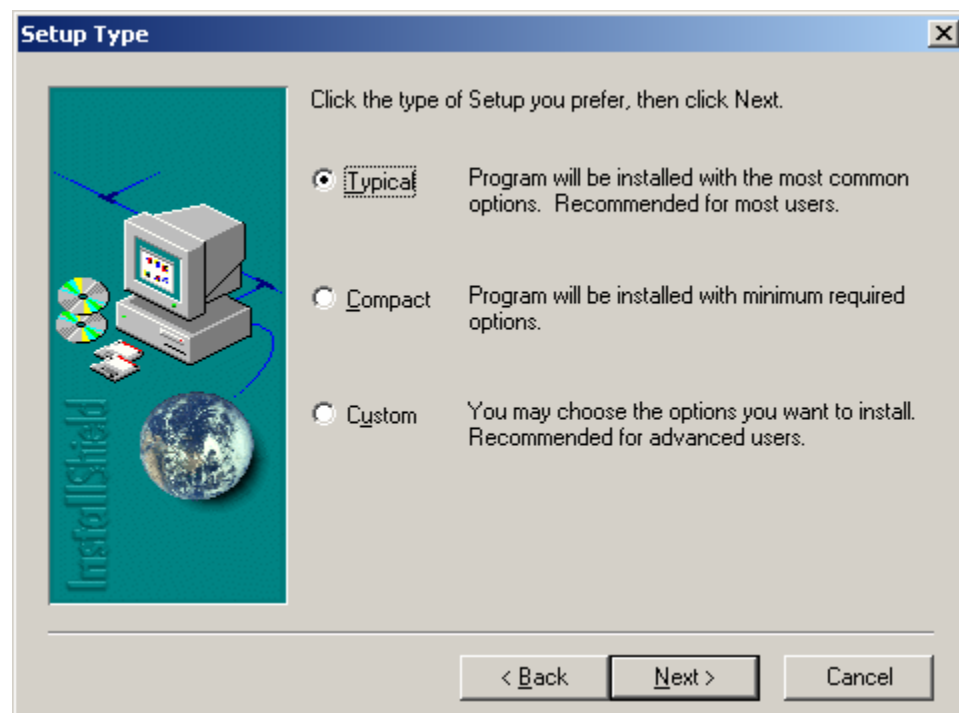 Setup Type
Click the type of Setup you prefer, then click Next.
Typical
Program will be installed with the most common
options.  Recommended for most users.
Compact
Program will be installed with minimum required
options.
Custom
You may choose the options you want to install.
Recommended for advanced users.
InstallShield
< Back
Next >
Cancel